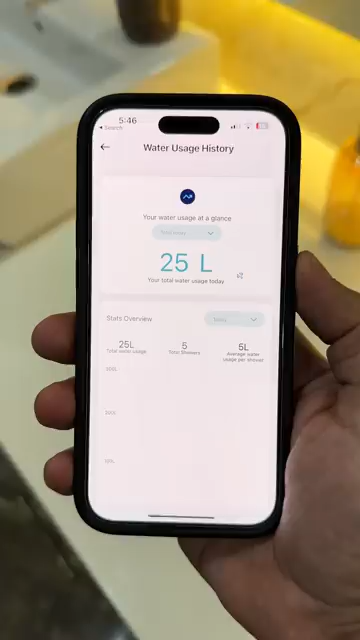 5:46
◂ Search
Water Usage History
Your water usage at a glance
25 L
Your total water usage today
Stats Overview
Today
25L
Total water usage
5
Total Showers
5L
Average water
usage per shower